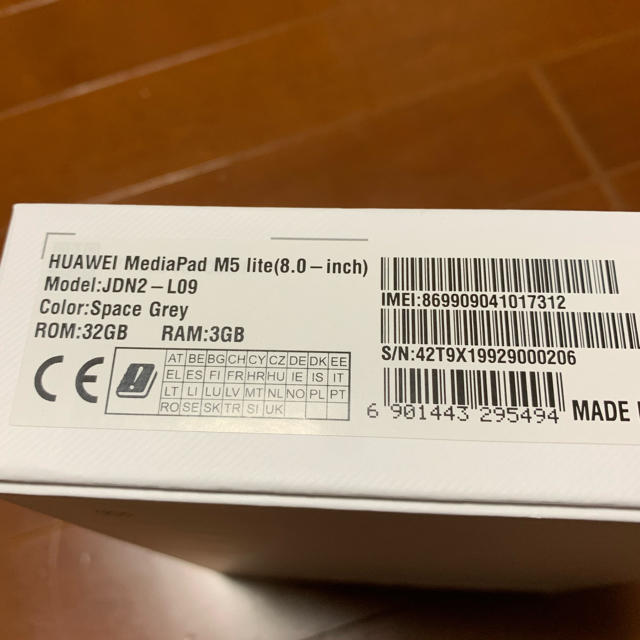 HUAWEI MediaPad M5 lite(8.0-inch)
Model:JDN2-L09
Color:Space Grey
ROM:32GB RAM:3GB
CE
AT BE BG CH CY CZ DE DK EE
EL ES FI FR HR HU IE IS IT
LT LI LU LV MT NL NO PL PT
RO SE SK TR SI UK
IMEI:869909041017312
S/N:42T9X19929000206
6 901443 295494
MADE